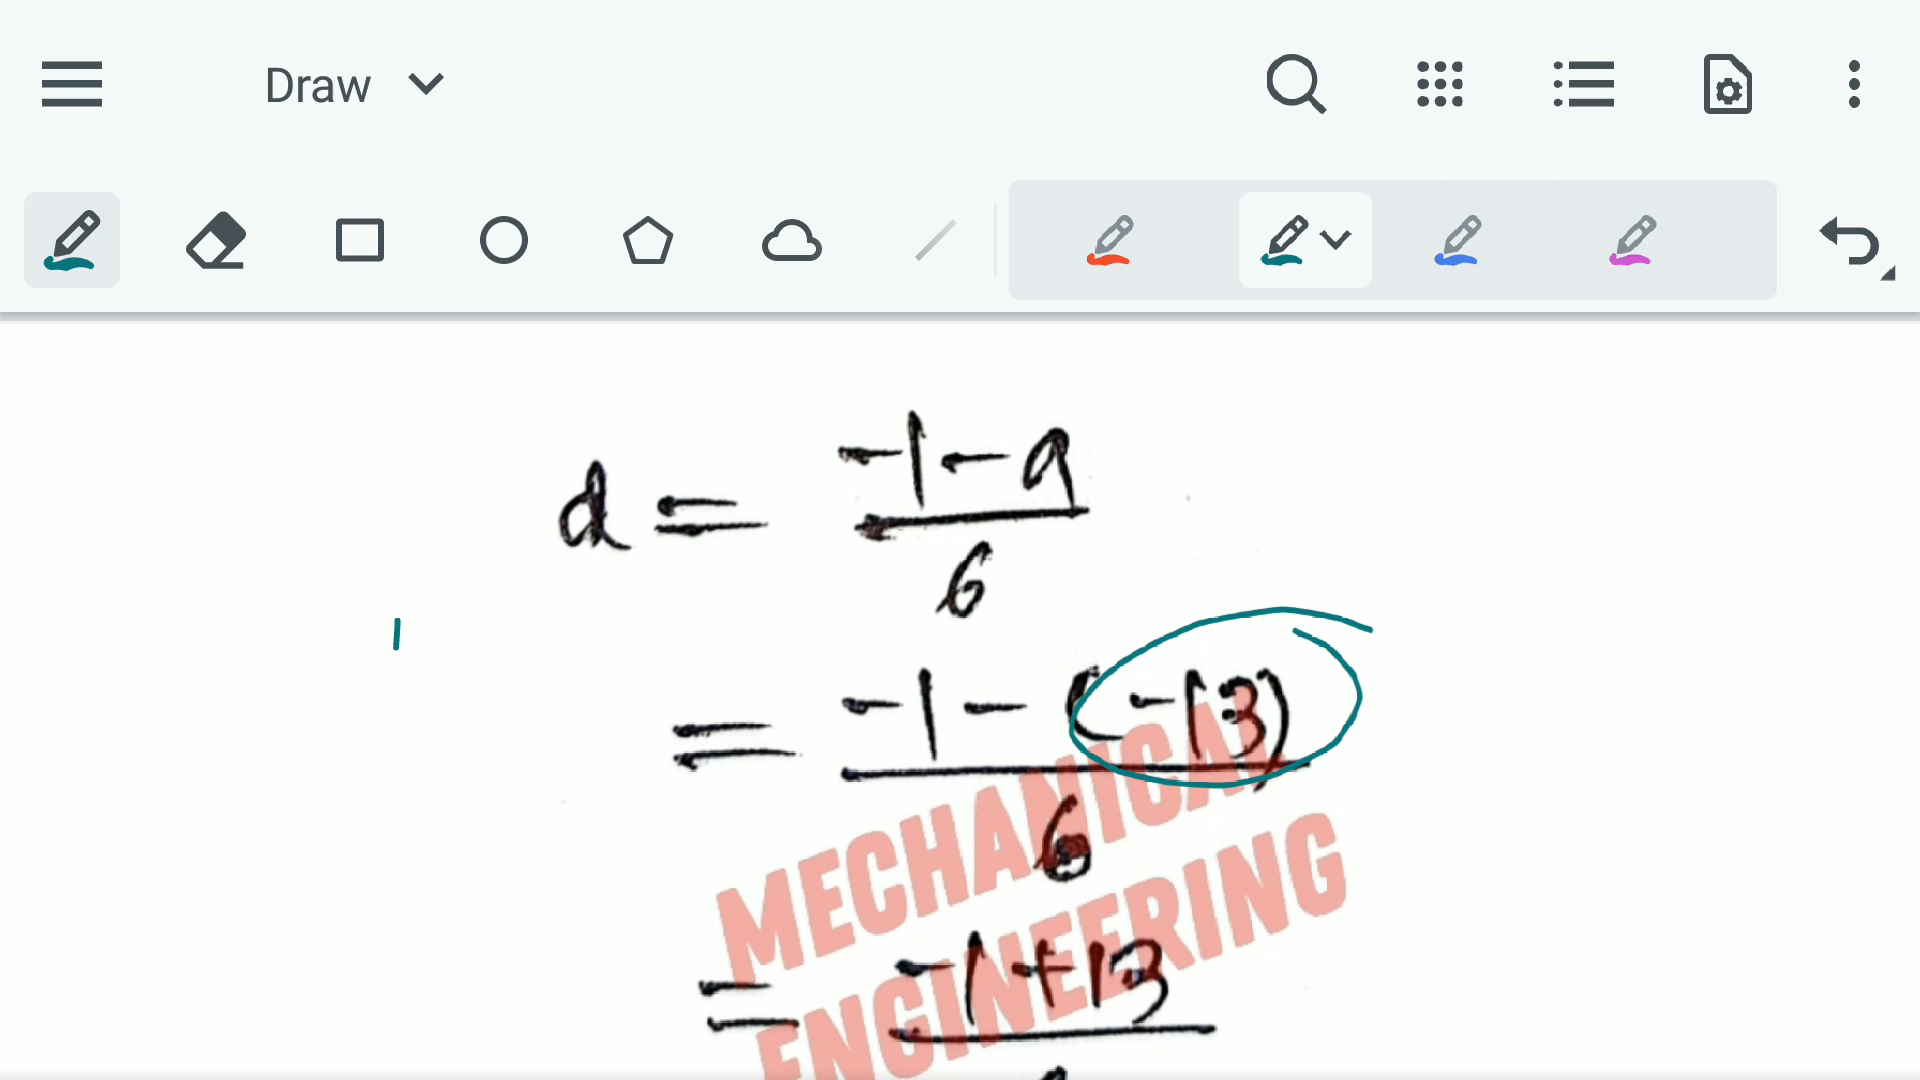 Draw
d = -1-a
6
= -1-(-13)
6
MECHANICAL
= -1+13
ENGINEERING